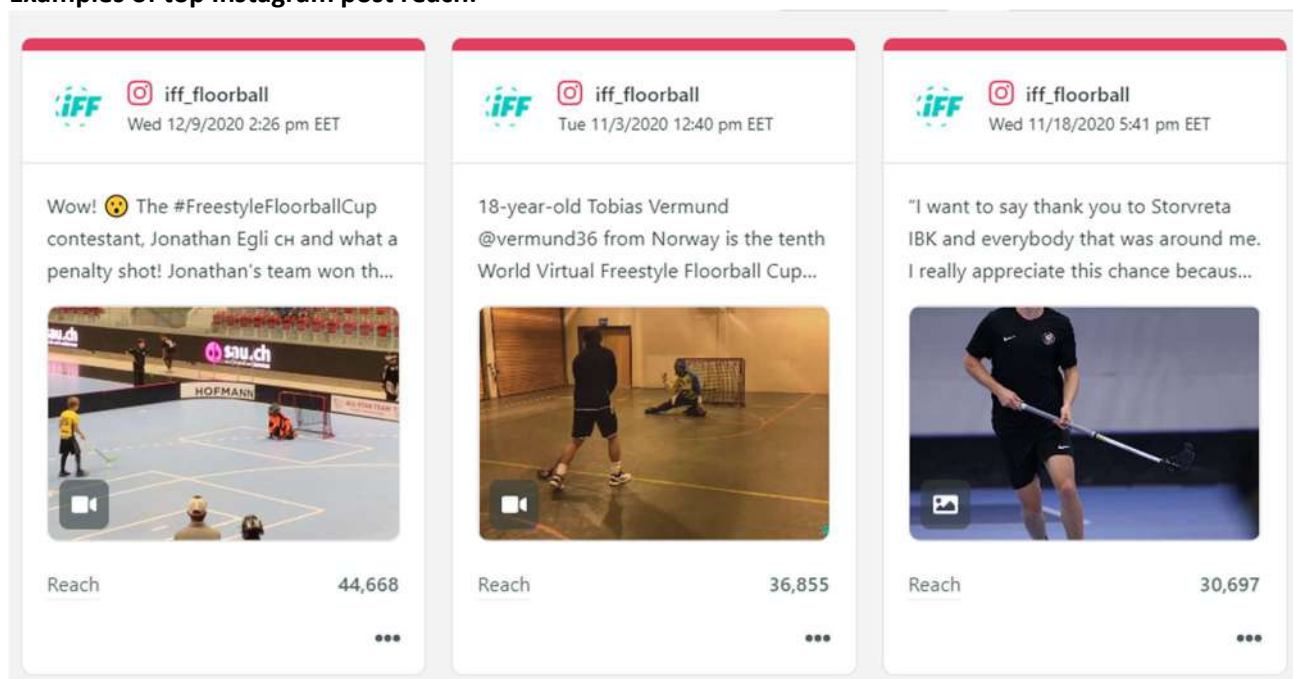 Examples of top Instagram post reach:
iFF
iff_floorball
Wed 12/9/2020 2:26 pm EET
Wow! 😮 The #FreestyleFloorballCup
contestant, Jonathan Egli ᴄʜ and what a
penalty shot! Jonathan's team won th...
sau.ch
sau.ch
HOFMANN
ALL STAR TEAM
Reach 44,668
iFF
iff_floorball
Tue 11/3/2020 12:40 pm EET
18-year-old Tobias Vermund
@vermund36 from Norway is the tenth
World Virtual Freestyle Floorball Cup...
Reach 36,855
iFF
iff_floorball
Wed 11/18/2020 5:41 pm EET
"I want to say thank you to Storvreta
IBK and everybody that was around me.
I really appreciate this chance becaus...
Reach 30,697